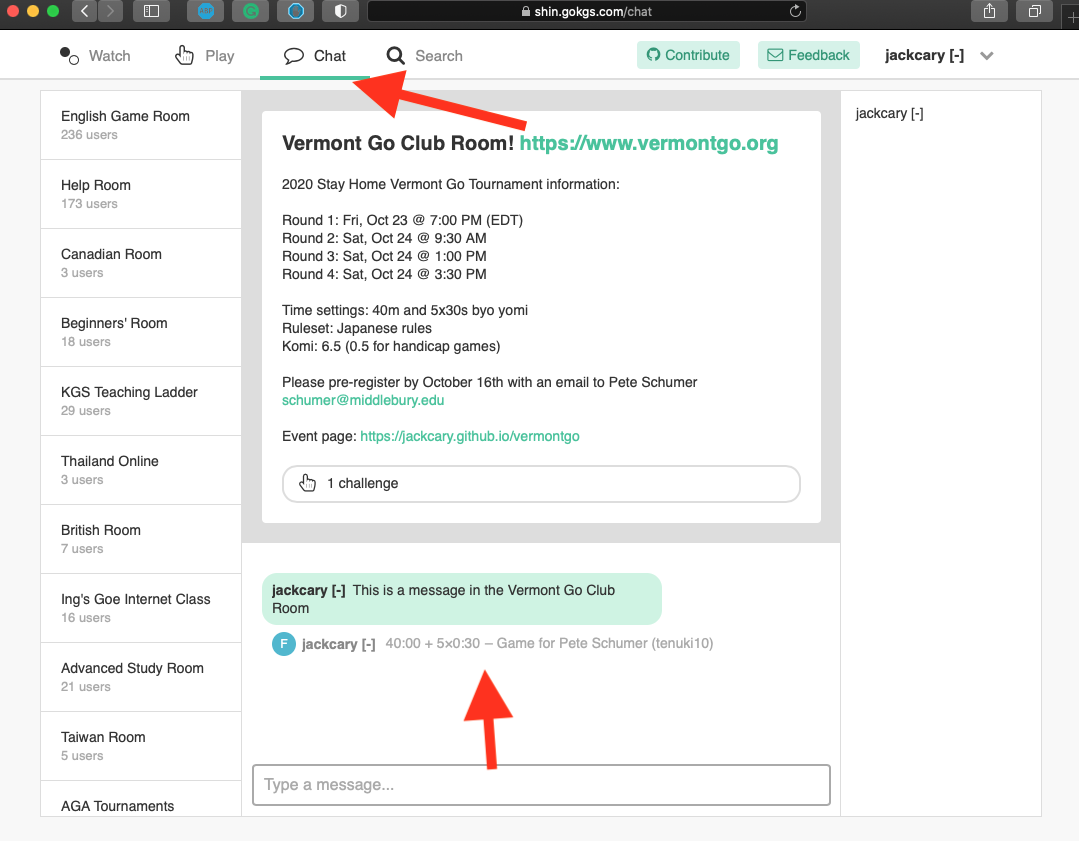 shin.gokgs.com/chat
Watch
Play
Chat
Search
Contribute
Feedback
jackcary [-]
English Game Room
236 users
Help Room
173 users
Canadian Room
3 users
Beginners' Room
18 users
KGS Teaching Ladder
29 users
Thailand Online
3 users
British Room
7 users
Ing's Goe Internet Class
16 users
Advanced Study Room
21 users
Taiwan Room
5 users
AGA Tournaments
Vermont Go Club Room! https://www.vermontgo.org
2020 Stay Home Vermont Go Tournament information:
Round 1: Fri, Oct 23 @ 7:00 PM (EDT)
Round 2: Sat, Oct 24 @ 9:30 AM
Round 3: Sat, Oct 24 @ 1:00 PM
Round 4: Sat, Oct 24 @ 3:30 PM
Time settings: 40m and 5x30s byo yomi
Ruleset: Japanese rules
Komi: 6.5 (0.5 for handicap games)
Please pre-register by October 16th with an email to Pete Schumer
schumer@middlebury.edu
Event page: https://jackcary.github.io/vermontgo
1 challenge
jackcary [-] This is a message in the Vermont Go Club
Room
F jackcary [-] 40:00 + 5×0:30 – Game for Pete Schumer (tenuki10)
Type a message...
jackcary [-]